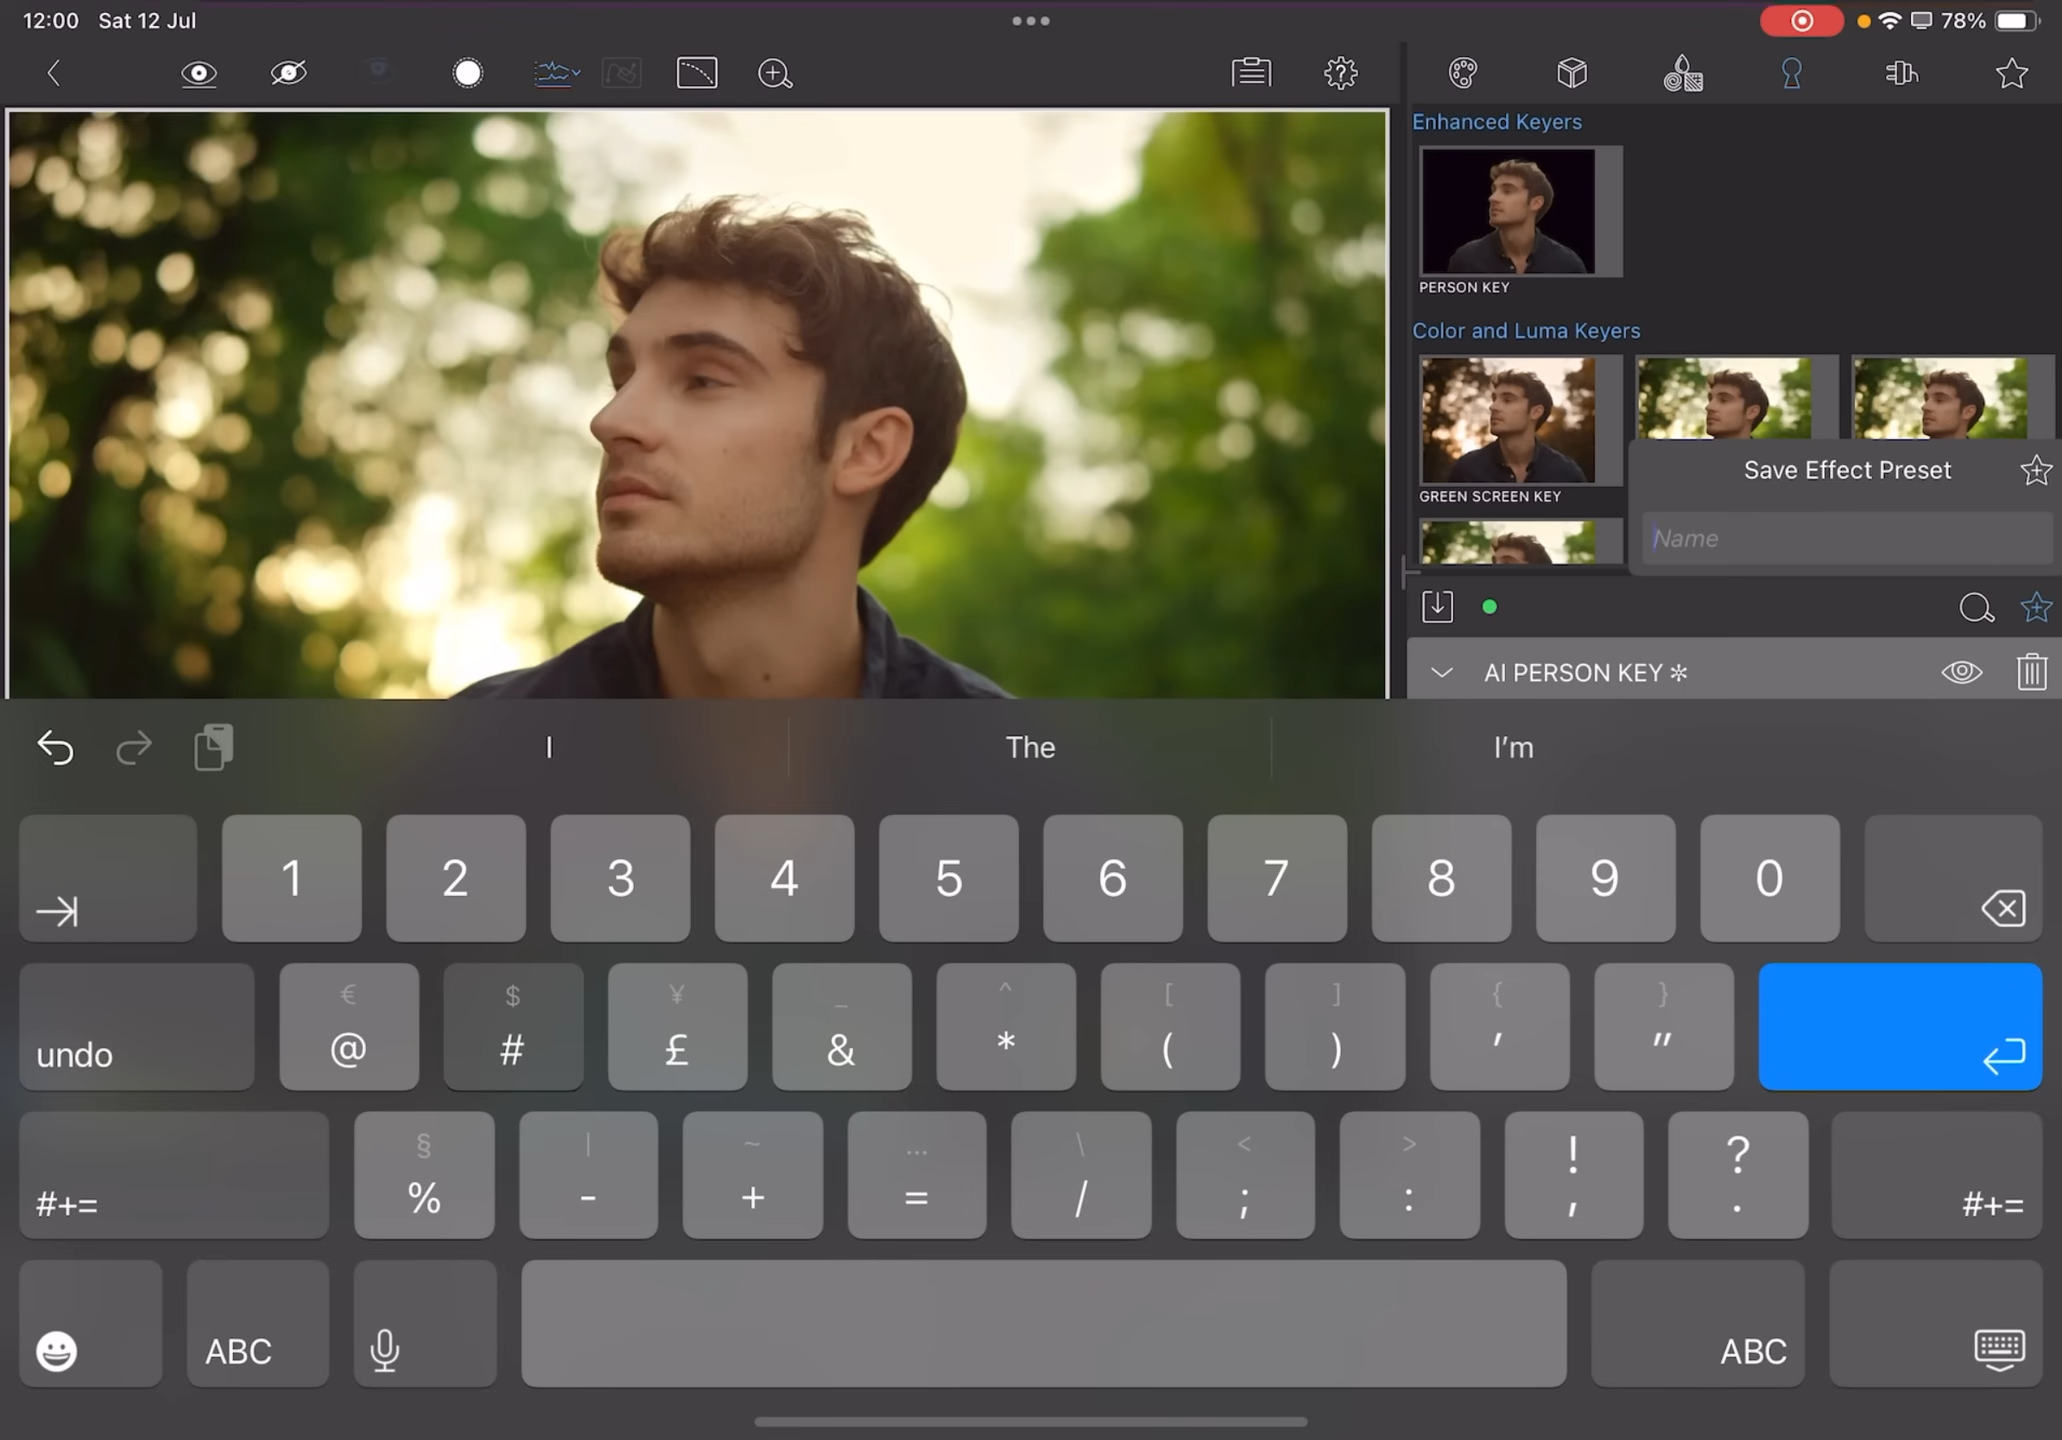 12:00 Sat 12 Jul
78%
Enhanced Keyers
PERSON KEY
Color and Luma Keyers
GREEN SCREEN KEY
Save Effect Preset
Name
AI PERSON KEY ✲
I The I’m
1 2 3 4 5 6 7 8 9 0
€ $ ¥ _ ^ [ ] { }
undo @ # £ & * ( ) ' "
§ | ~ … \ < > ! ?
#+= % - + = / ; : , . #+=
ABC ABC